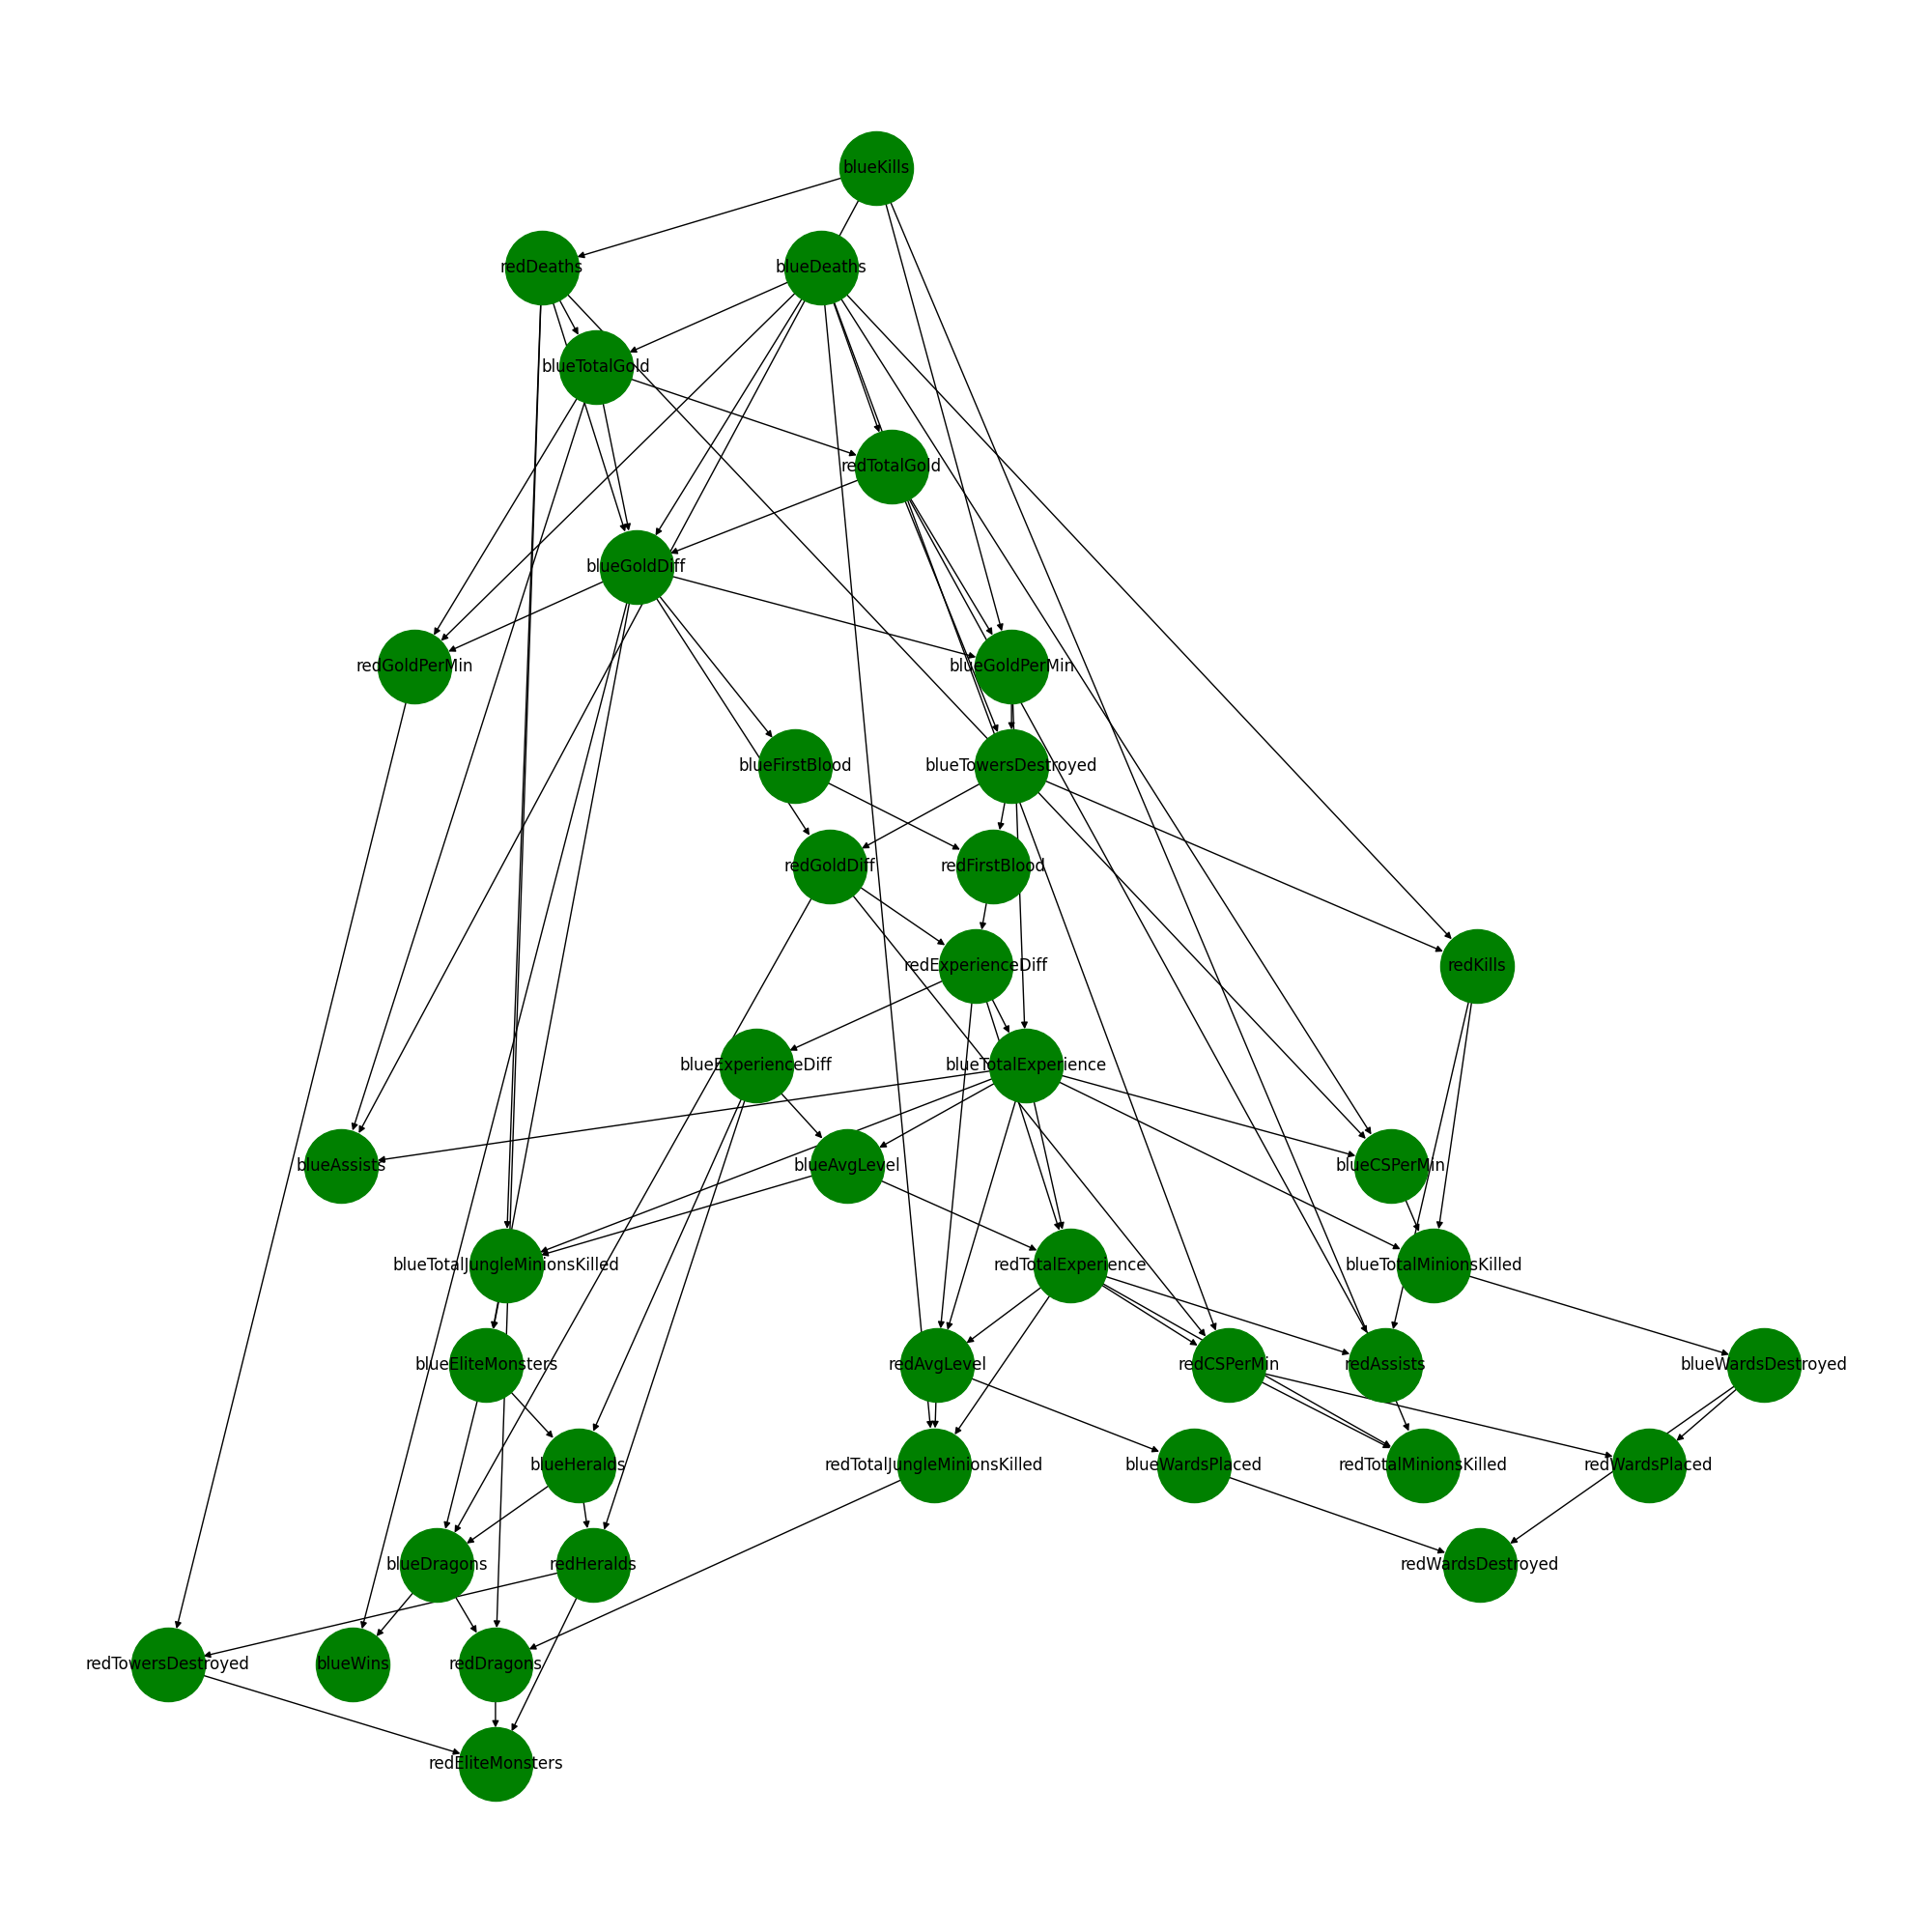 blueKills
redDeaths
blueDeaths
blueTotalGold
redTotalGold
blueGoldDiff
redGoldPerMin
blueGoldPerMin
blueFirstBlood
blueTowersDestroyed
redGoldDiff
redFirstBlood
redExperienceDiff
redKills
blueExperienceDiff
blueTotalExperience
blueAssists
blueAvgLevel
blueCSPerMin
blueTotalJungleMinionsKilled
redTotalExperience
blueTotalMinionsKilled
blueEliteMonsters
redAvgLevel
redCSPerMin
redAssists
blueWardsDestroyed
blueHeralds
redTotalJungleMinionsKilled
blueWardsPlaced
redTotalMinionsKilled
redWardsPlaced
blueDragons
redHeralds
redWardsDestroyed
redTowersDestroyed
blueWins
redDragons
redEliteMonsters